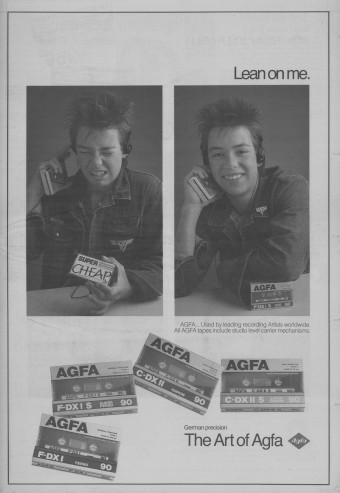 Lean on me.
SUPER
CHEAP
AGFA
AGFA... Used by leading recording Artists worldwide.
All AGFA tapes include studio level carrier mechanisms.
AGFA
F-DX I S 90
AGFA
C-DX II 90
AGFA
C-DX II S 90
AGFA
F-DX I 90
German precision
The Art of Agfa
Agfa